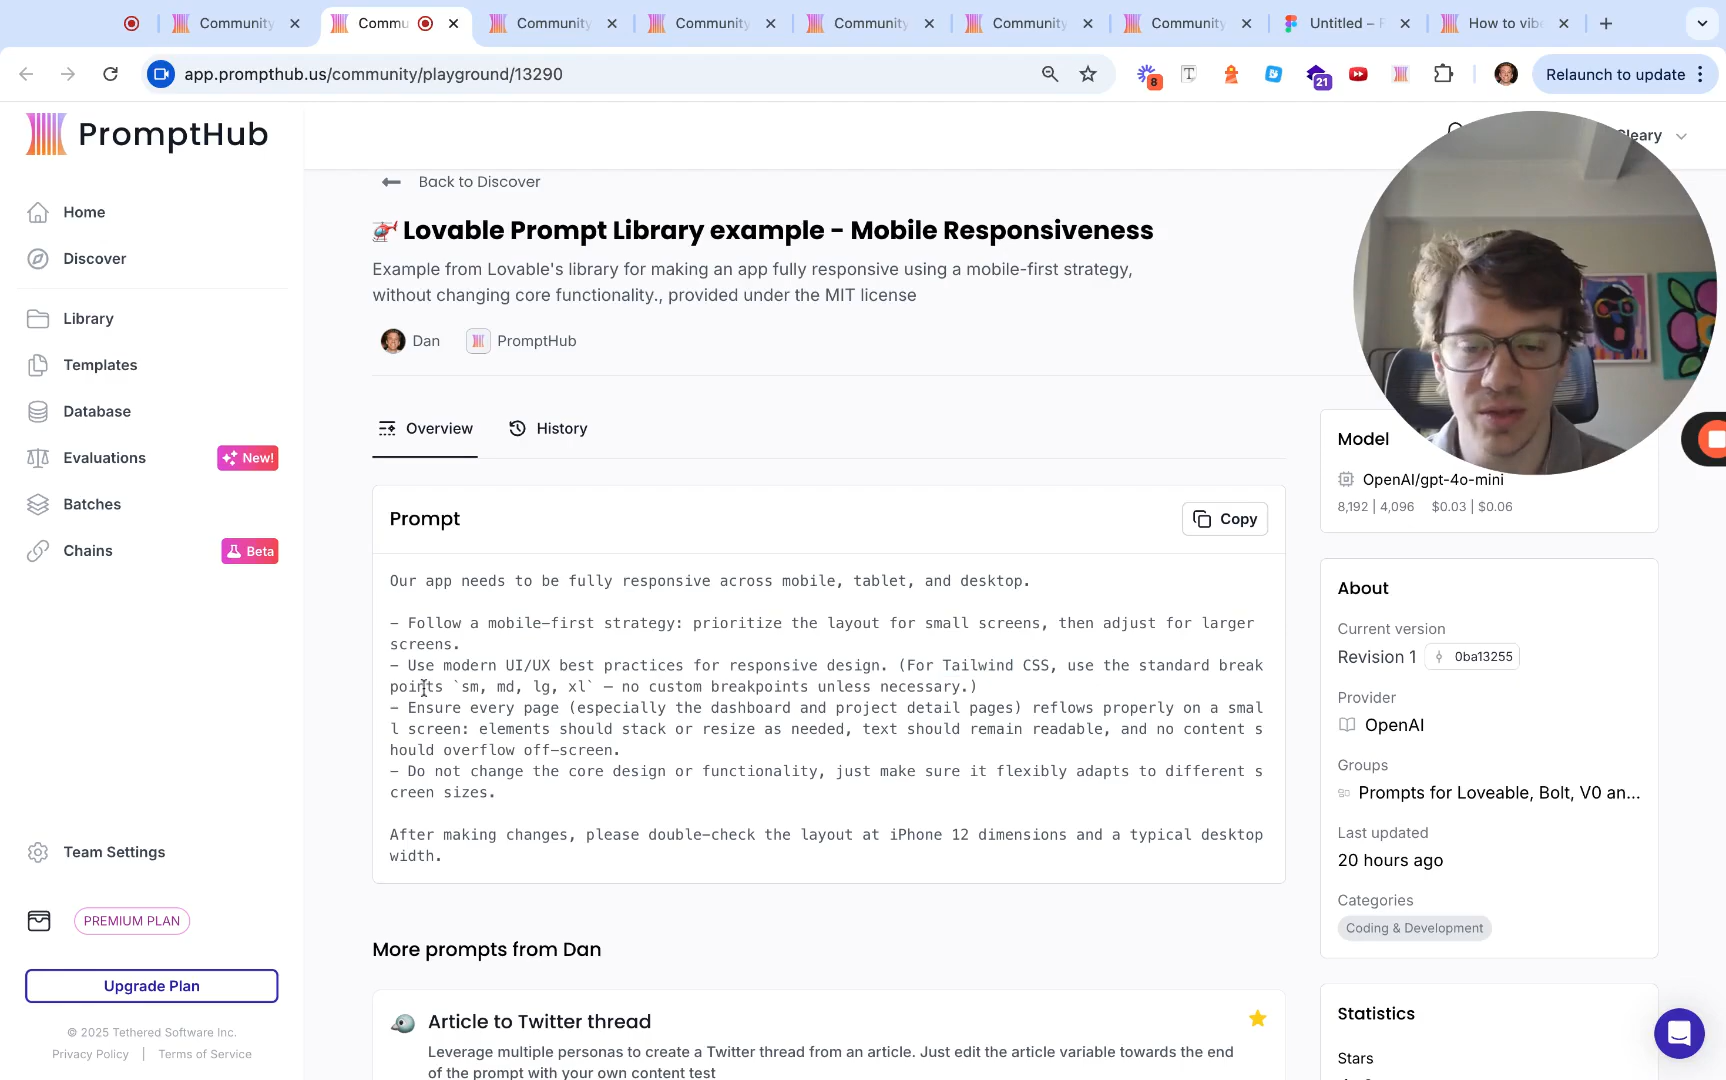 Community
Commu
Community
Community
Community
Community
Community
Untitled – F
How to vibe
app.prompthub.us/community/playground/13290
8
T
21
Relaunch to update
PromptHub
Cleary
Home
Discover
Library
Templates
Database
Evaluations
New!
Batches
Chains
Beta
Team Settings
PREMIUM PLAN
Upgrade Plan
© 2025 Tethered Software Inc.
Privacy Policy | Terms of Service
Back to Discover
Lovable Prompt Library example - Mobile Responsiveness
Example from Lovable's library for making an app fully responsive using a mobile-first strategy,
without changing core functionality., provided under the MIT license
Dan
PromptHub
Overview
History
Prompt
Copy
Our app needs to be fully responsive across mobile, tablet, and desktop.
- Follow a mobile-first strategy: prioritize the layout for small screens, then adjust for larger
screens.
- Use modern UI/UX best practices for responsive design. (For Tailwind CSS, use the standard break
points `sm, md, lg, xl` – no custom breakpoints unless necessary.)
- Ensure every page (especially the dashboard and project detail pages) reflows properly on a smal
l screen: elements should stack or resize as needed, text should remain readable, and no content s
hould overflow off-screen.
- Do not change the core design or functionality, just make sure it flexibly adapts to different s
creen sizes.
After making changes, please double-check the layout at iPhone 12 dimensions and a typical desktop
width.
More prompts from Dan
Article to Twitter thread
Leverage multiple personas to create a Twitter thread from an article. Just edit the article variable towards the end
of the prompt with your own content test
Model
OpenAI/gpt-4o-mini
8,192 | 4,096 $0.03 | $0.06
About
Current version
Revision 1 0ba13255
Provider
OpenAI
Groups
Prompts for Loveable, Bolt, V0 an...
Last updated
20 hours ago
Categories
Coding & Development
Statistics
Stars